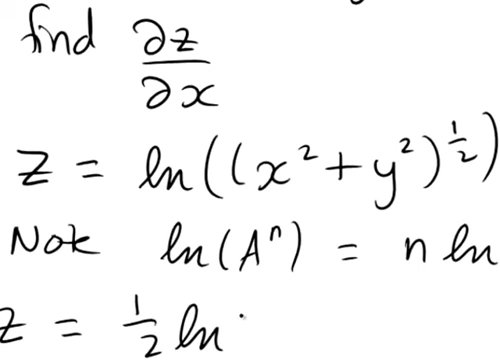 find ∂z/∂x
z = ln((x²+y²)^½)
Note ln(Aⁿ) = n ln
z = ½ ln